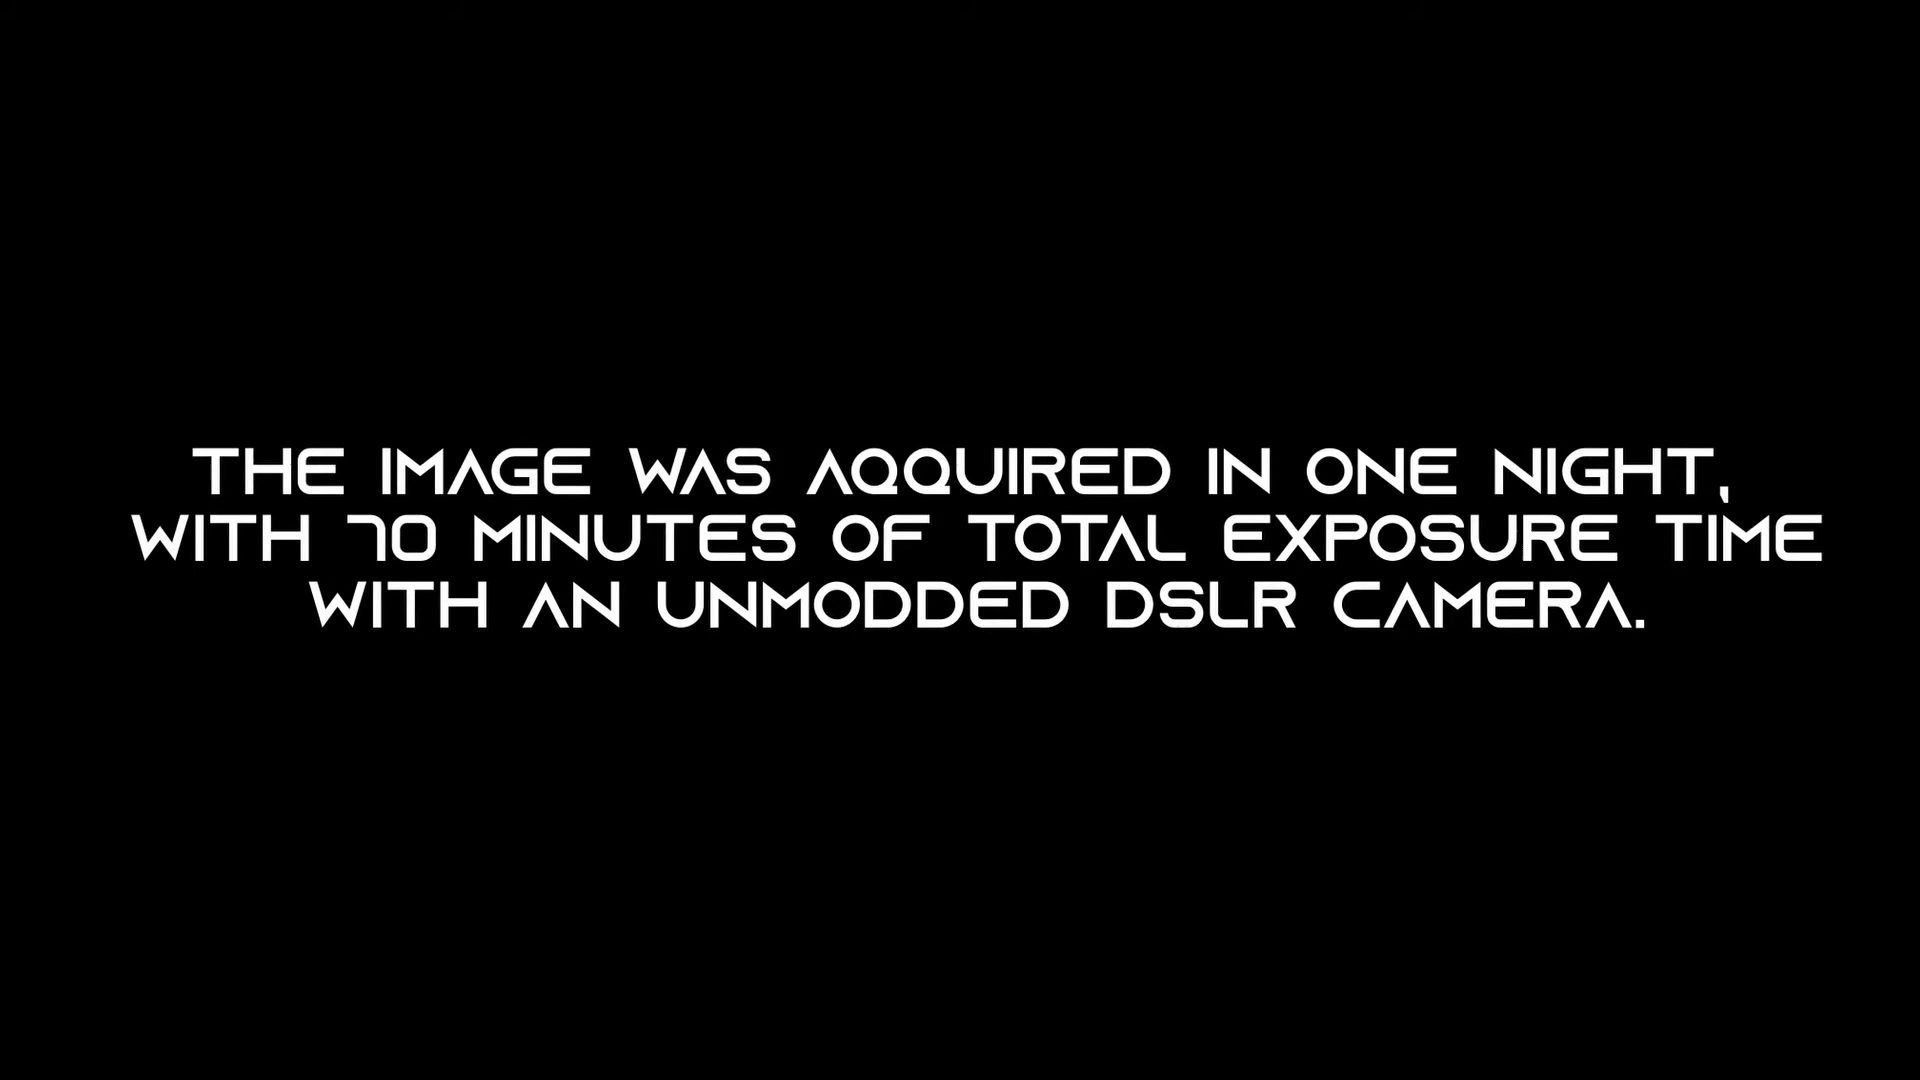 THE IMAGE WAS AQQUIRED IN ONE NIGHT,
WITH 70 MINUTES OF TOTAL EXPOSURE TIME
WITH AN UNMODDED DSLR CAMERA.